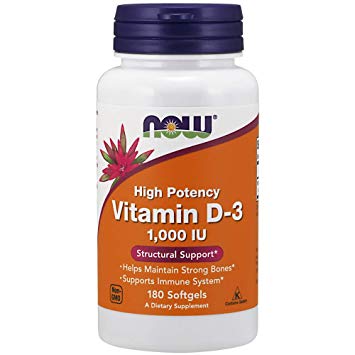 NOW
High Potency
Vitamin D-3
1,000 IU
Structural Support*
•Helps Maintain Strong Bones*
•Supports Immune System*
180 Softgels
A Dietary Supplement
Non-
GMO